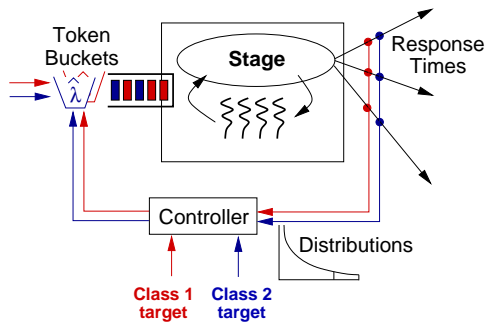 Token
Buckets
λ
Stage
Response
Times
Controller
Distributions
Class 1
target
Class 2
target